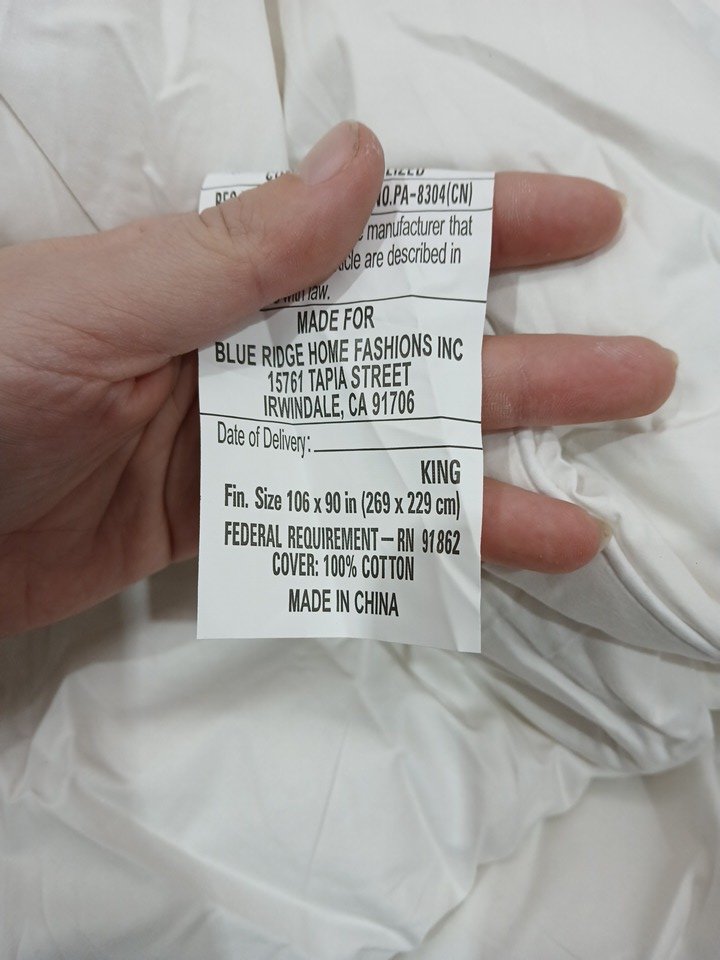 NO.PA-8304(CN)
manufacturer that
are described in
law.
MADE FOR
BLUE RIDGE HOME FASHIONS INC
15761 TAPIA STREET
IRWINDALE, CA 91706
Date of Delivery:
KING
Fin. Size 106 x 90 in (269 x 229 cm)
FEDERAL REQUIREMENT—RN 91862
COVER: 100% COTTON
MADE IN CHINA